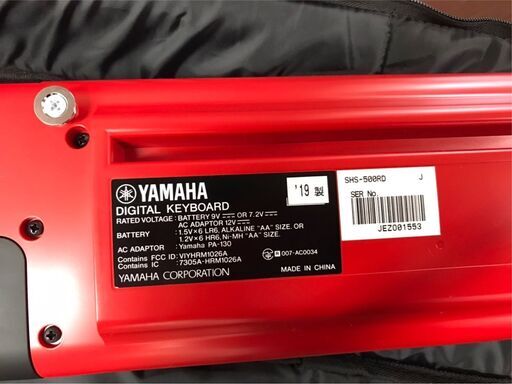 YAMAHA
DIGITAL KEYBOARD
'19 製
RATED VOLTAGE : BATTERY 9V ⎓ OR 7.2V ⎓
AC ADAPTOR 12V ⎓
BATTERY : 1.5V×6 LR6, ALKALINE "AA" SIZE. OR
1.2V×6 HR6, Ni-MH "AA" SIZE.
AC ADAPTOR : Yamaha PA-130
Contains FCC ID: VIYHRM1026A
Contains IC : 7305A-HRM1026A
R 007-AC0034
YAMAHA CORPORATION
MADE IN CHINA
SHS-500RD J
SER No.
JEZO01553